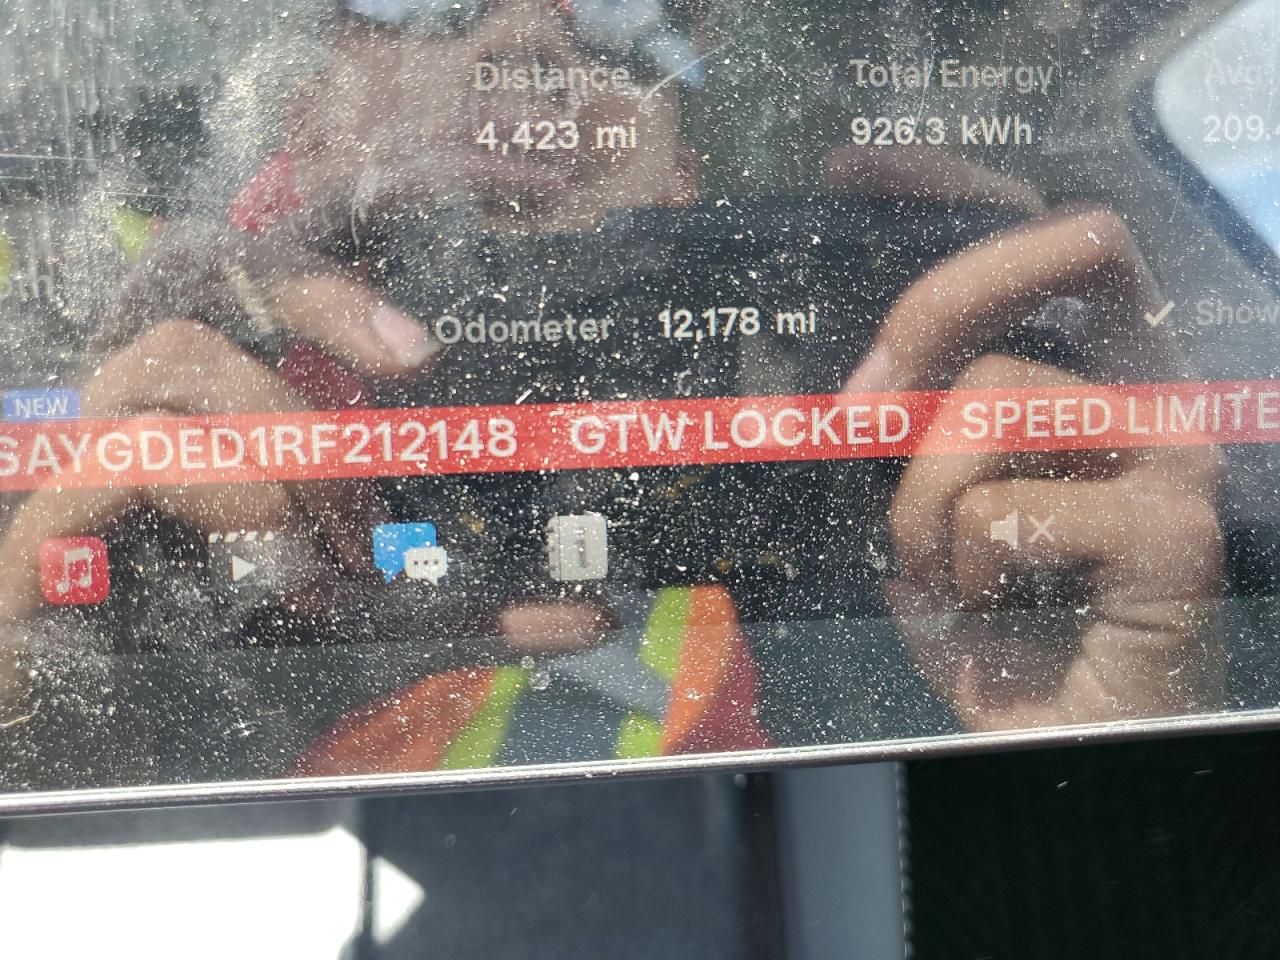 Distance Total Energy Avg
4,423 mi 926.3 kWh 209.
Odometer : 12,178 mi Show
NEW
SAYGDED1RF212148 GTW LOCKED SPEED LIMITE